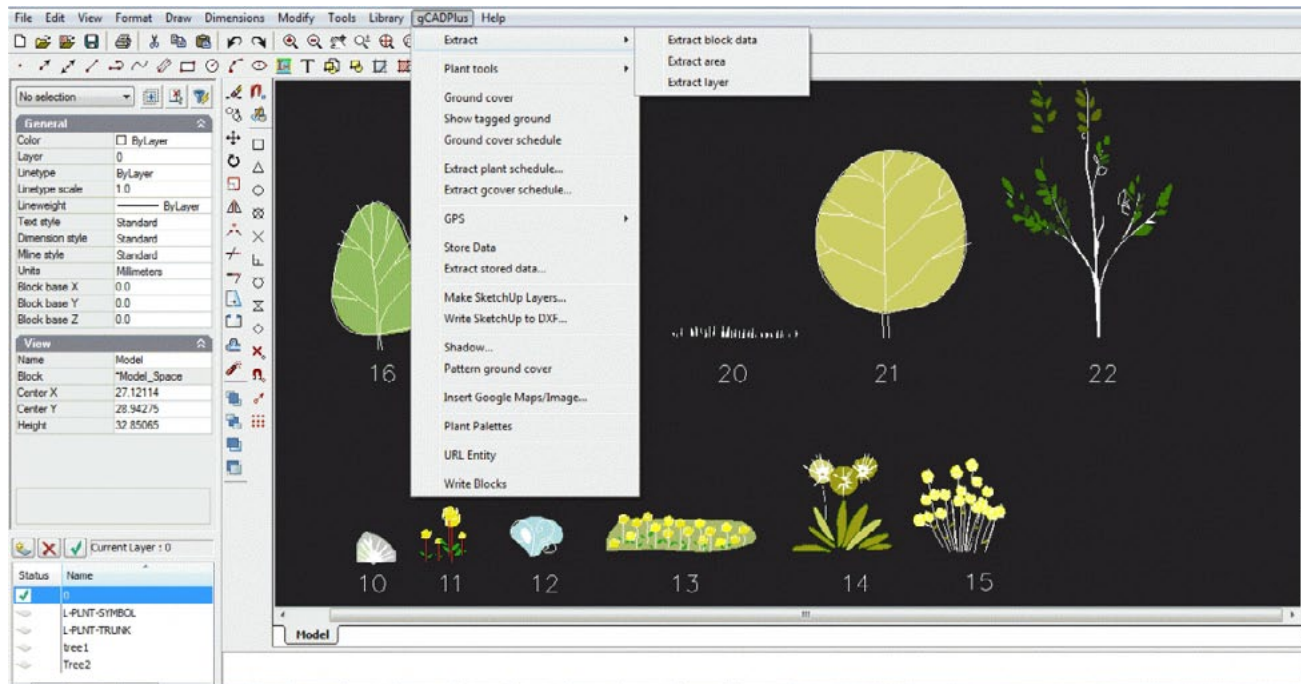 File Edit View Format Draw Dimensions Modify Tools Library gCADPlus Help
Extract
Extract block data
Extract area
Extract layer
Plant tools
Ground cover
Show tagged ground
Ground cover schedule
Extract plant schedule...
Extract gcover schedule...
GPS
Store Data
Extract stored data...
Make SketchUp Layers...
Write SketchUp to DXF...
Shadow...
Pattern ground cover
Insert Google Maps/Image...
Plant Palettes
URL Entity
Write Blocks
No selection
General
Color ByLayer
Layer 0
Linetype ByLayer
Linetype scale 1.0
Lineweight ByLayer
Text style Standard
Dimension style Standard
Mline style Standard
Units Millimeters
Block base X 0.0
Block base Y 0.0
Block base Z 0.0
View
Name Model
Block *Model_Space
Center X 27.12114
Center Y 28.94275
Height 32.85065
Current Layer : 0
Status Name
0
L-PLNT-SYMBOL
L-PLNT-TRUNK
tree1
Tree2
16 20 21 22
10 11 12 13 14 15
Model